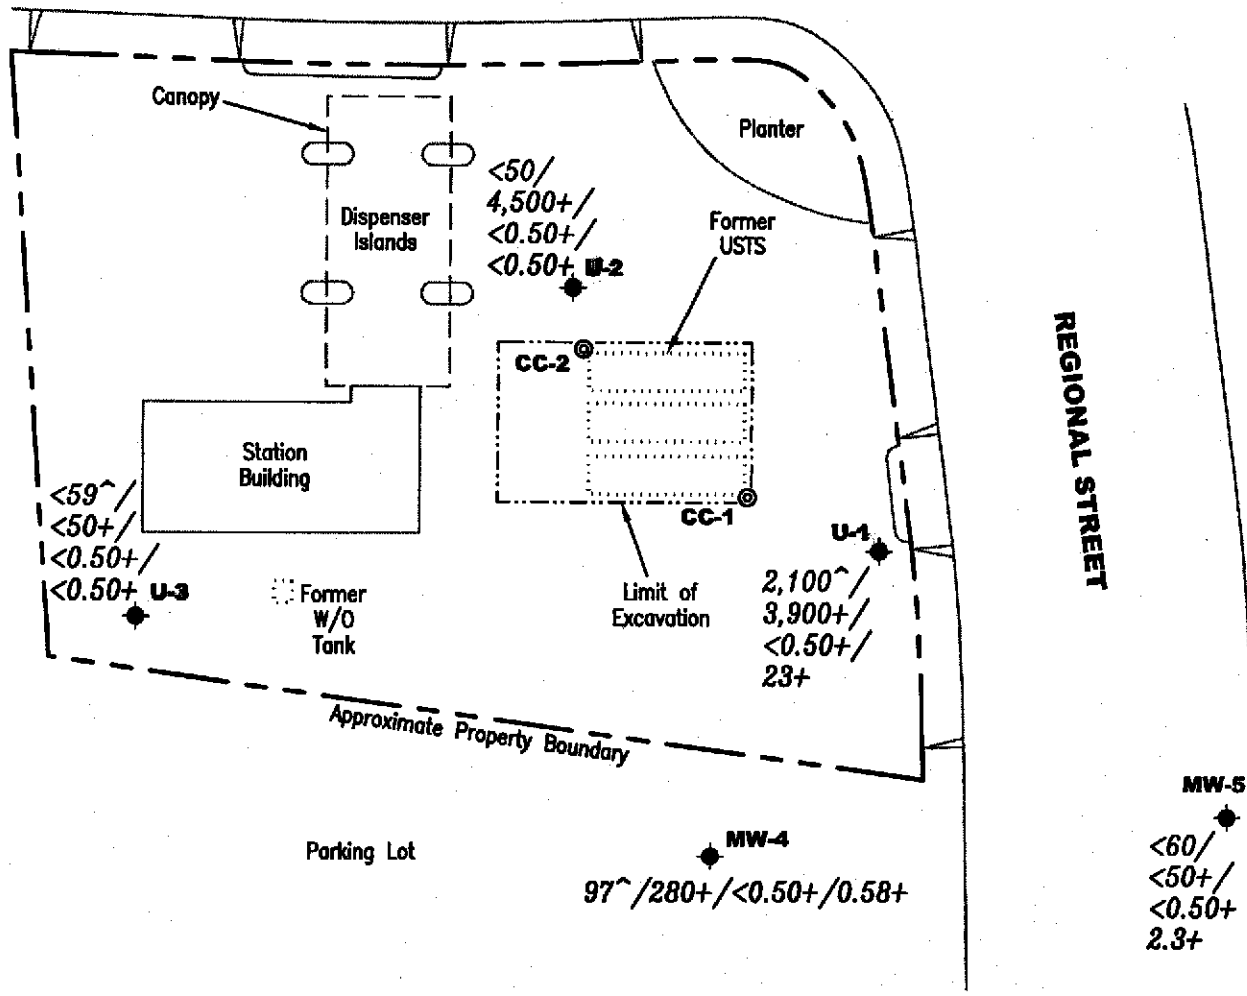 Canopy
Planter
<50/
4,500+/
<0.50+/
<0.50+ U-2
Dispenser
Islands
Former
USTS
CC-2
REGIONAL STREET
Station
Building
CC-1
<59^/
<50+/
<0.50+/
<0.50+ U-3
Former
W/O
Tank
Limit of
Excavation
U-1
2,100^/
3,900+/
<0.50+/
23+
Approximate Property Boundary
Parking Lot
MW-4
97^/280+/<0.50+/0.58+
MW-5
<60/
<50+/
<0.50+
2.3+